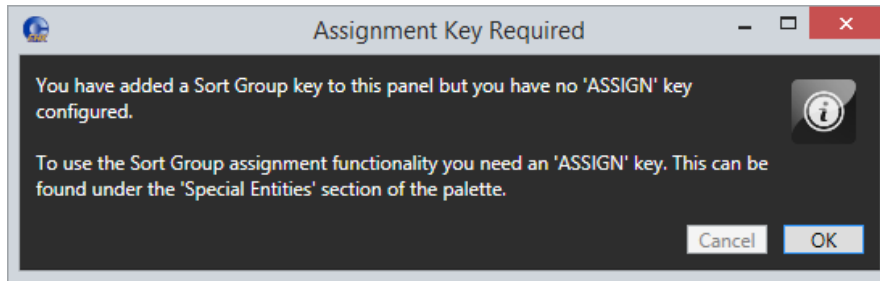 Assignment Key Required
You have added a Sort Group key to this panel but you have no 'ASSIGN' key
configured.
To use the Sort Group assignment functionality you need an 'ASSIGN' key. This can be
found under the 'Special Entities' section of the palette.
Cancel
OK